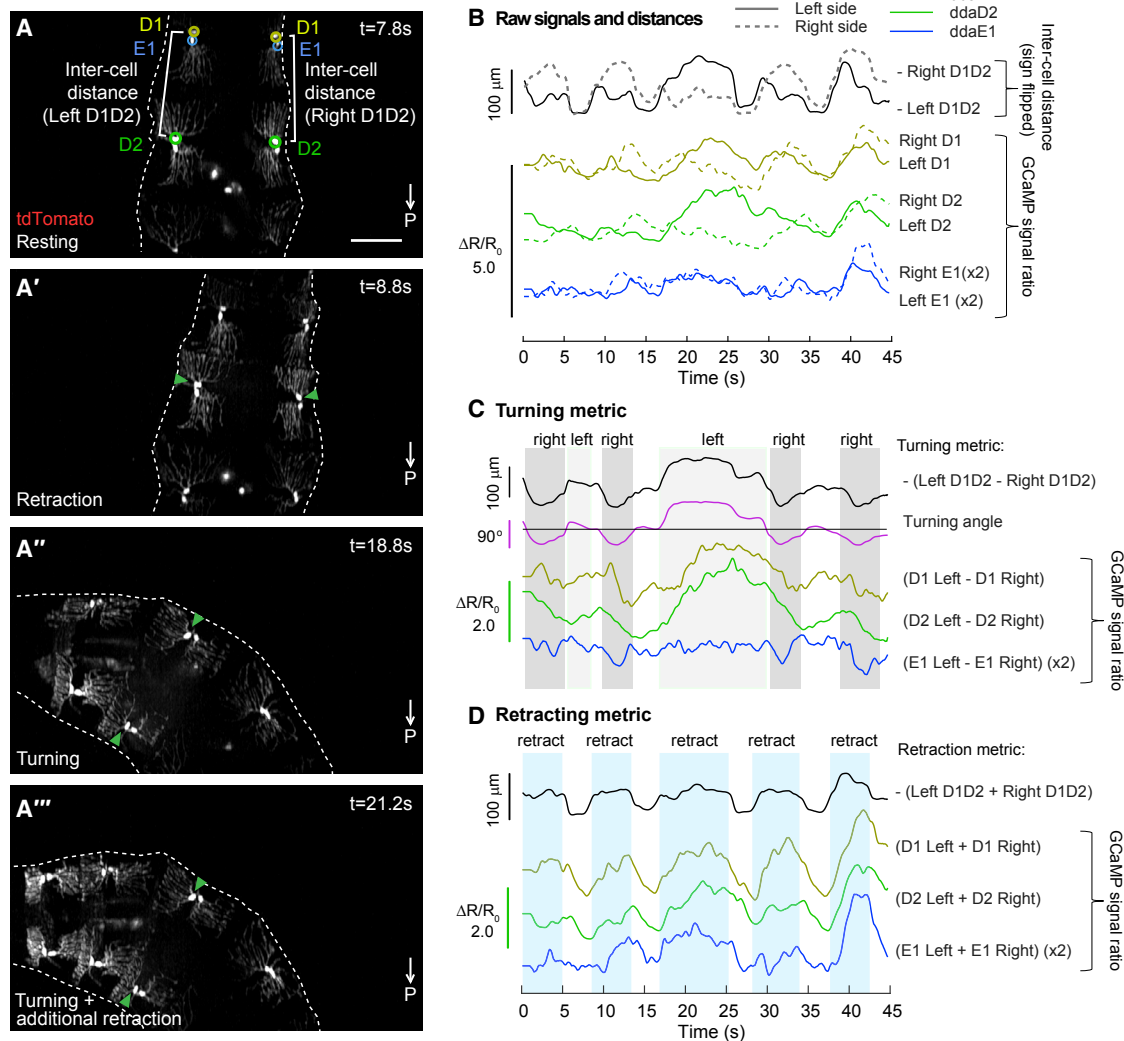 A
D1
E1
D1
E1
t=7.8s
Inter-cell
distance
(Left D1D2)
Inter-cell
distance
(Right D1D2)
D2
D2
tdTomato
Resting
P
A′
t=8.8s
Retraction
P
A″
t=18.8s
Turning
P
A‴
t=21.2s
Turning +
additional retraction
P
B Raw signals and distances
Left side
Right side
ddaD2
ddaE1
100 µm
- Right D1D2
- Left D1D2
Inter-cell distance
(sign flipped)
Right D1
Left D1
Right D2
Left D2
ΔR/R0
5.0
Right E1(x2)
Left E1 (x2)
GCaMP signal ratio
0 5 10 15 20 25 30 35 40 45
Time (s)
C Turning metric
right left right left right right
Turning metric:
100 µm
- (Left D1D2 - Right D1D2)
90°
Turning angle
ΔR/R0
2.0
(D1 Left - D1 Right)
(D2 Left - D2 Right)
(E1 Left - E1 Right) (x2)
GCaMP signal ratio
D Retracting metric
retract retract retract retract retract
Retraction metric:
100 µm
- (Left D1D2 + Right D1D2)
ΔR/R0
2.0
(D1 Left + D1 Right)
(D2 Left + D2 Right)
(E1 Left + E1 Right) (x2)
GCaMP signal ratio
0 5 10 15 20 25 30 35 40 45
Time (s)